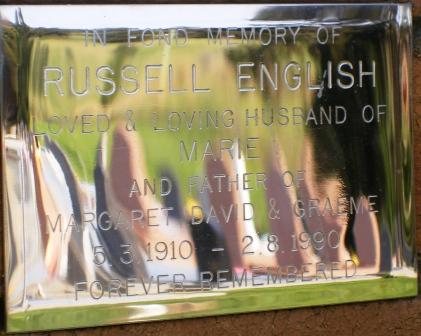 IN FOND MEMORY OF
RUSSELL ENGLISH
LOVED & LOVING HUSBAND OF
MARIE
AND FATHER OF
MARGARET DAVID & GRAEME
5.3.1910 - 2.8.1990
FOREVER REMEMBERED